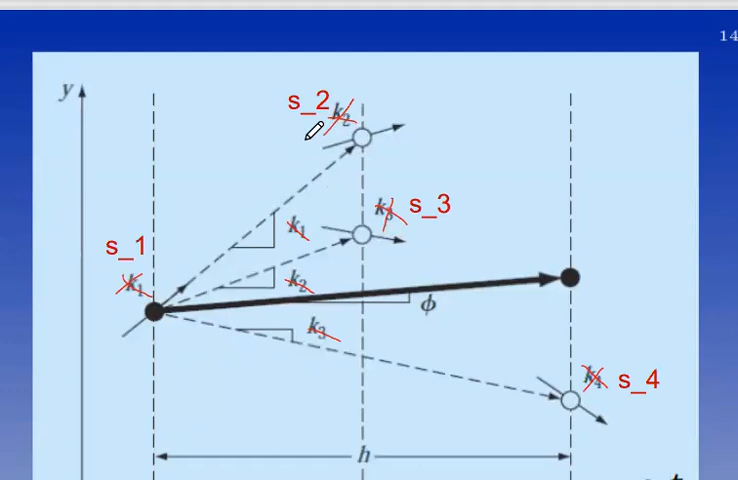 14
y
s_2 k2
k3 s_3
k1
s_1
k1
k2
ϕ
k3
k4 s_4
h